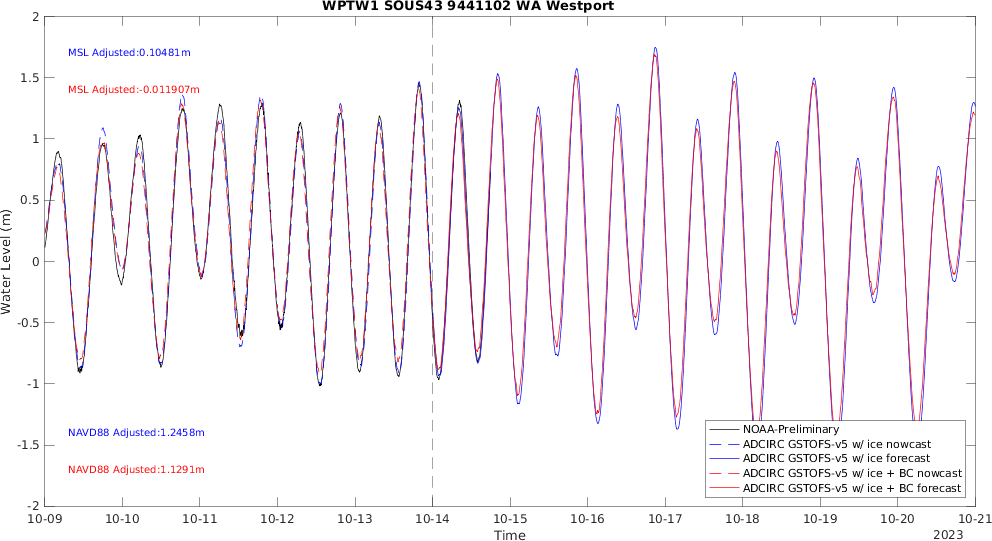 WPTW1 SOUS43 9441102 WA Westport
MSL Adjusted:0.10481m
MSL Adjusted:-0.011907m
NAVD88 Adjusted:1.2458m
NAVD88 Adjusted:1.1291m
Water Level (m)
2
1.5
1
0.5
0
-0.5
-1
-1.5
-2
NOAA-Preliminary
ADCIRC GSTOFS-v5 w/ ice nowcast
ADCIRC GSTOFS-v5 w/ ice forecast
ADCIRC GSTOFS-v5 w/ ice + BC nowcast
ADCIRC GSTOFS-v5 w/ ice + BC forecast
10-09 10-10 10-11 10-12 10-13 10-14 10-15 10-16 10-17 10-18 10-19 10-20 10-21
Time
2023